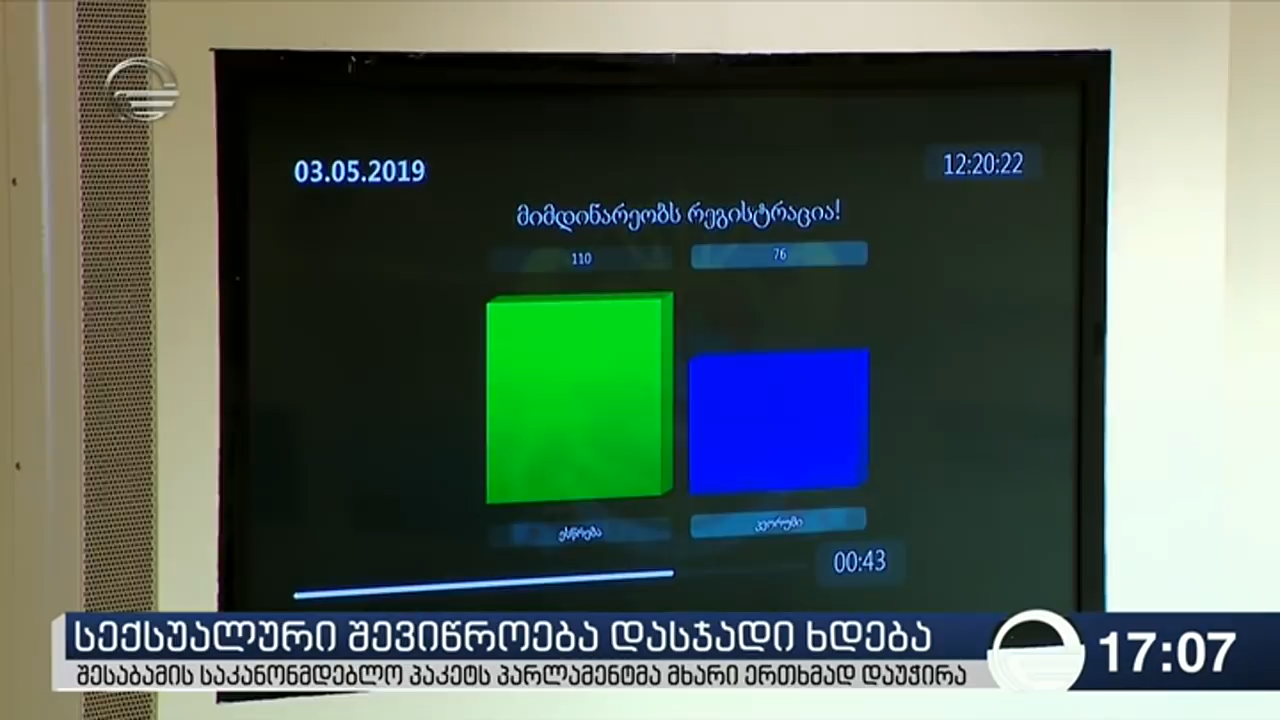 03.05.2019
12:20:22
მიმდინარეობს რეგისტრაცია!
110
76
ესწრება
კვორუმი
00:43
სექსუალური შევიწროება დასჯადი ხდება
შესაბამის საკანონმდებლო პაკეტს პარლამენტმა მხარი ერთხმად დაუჭირა
17:07